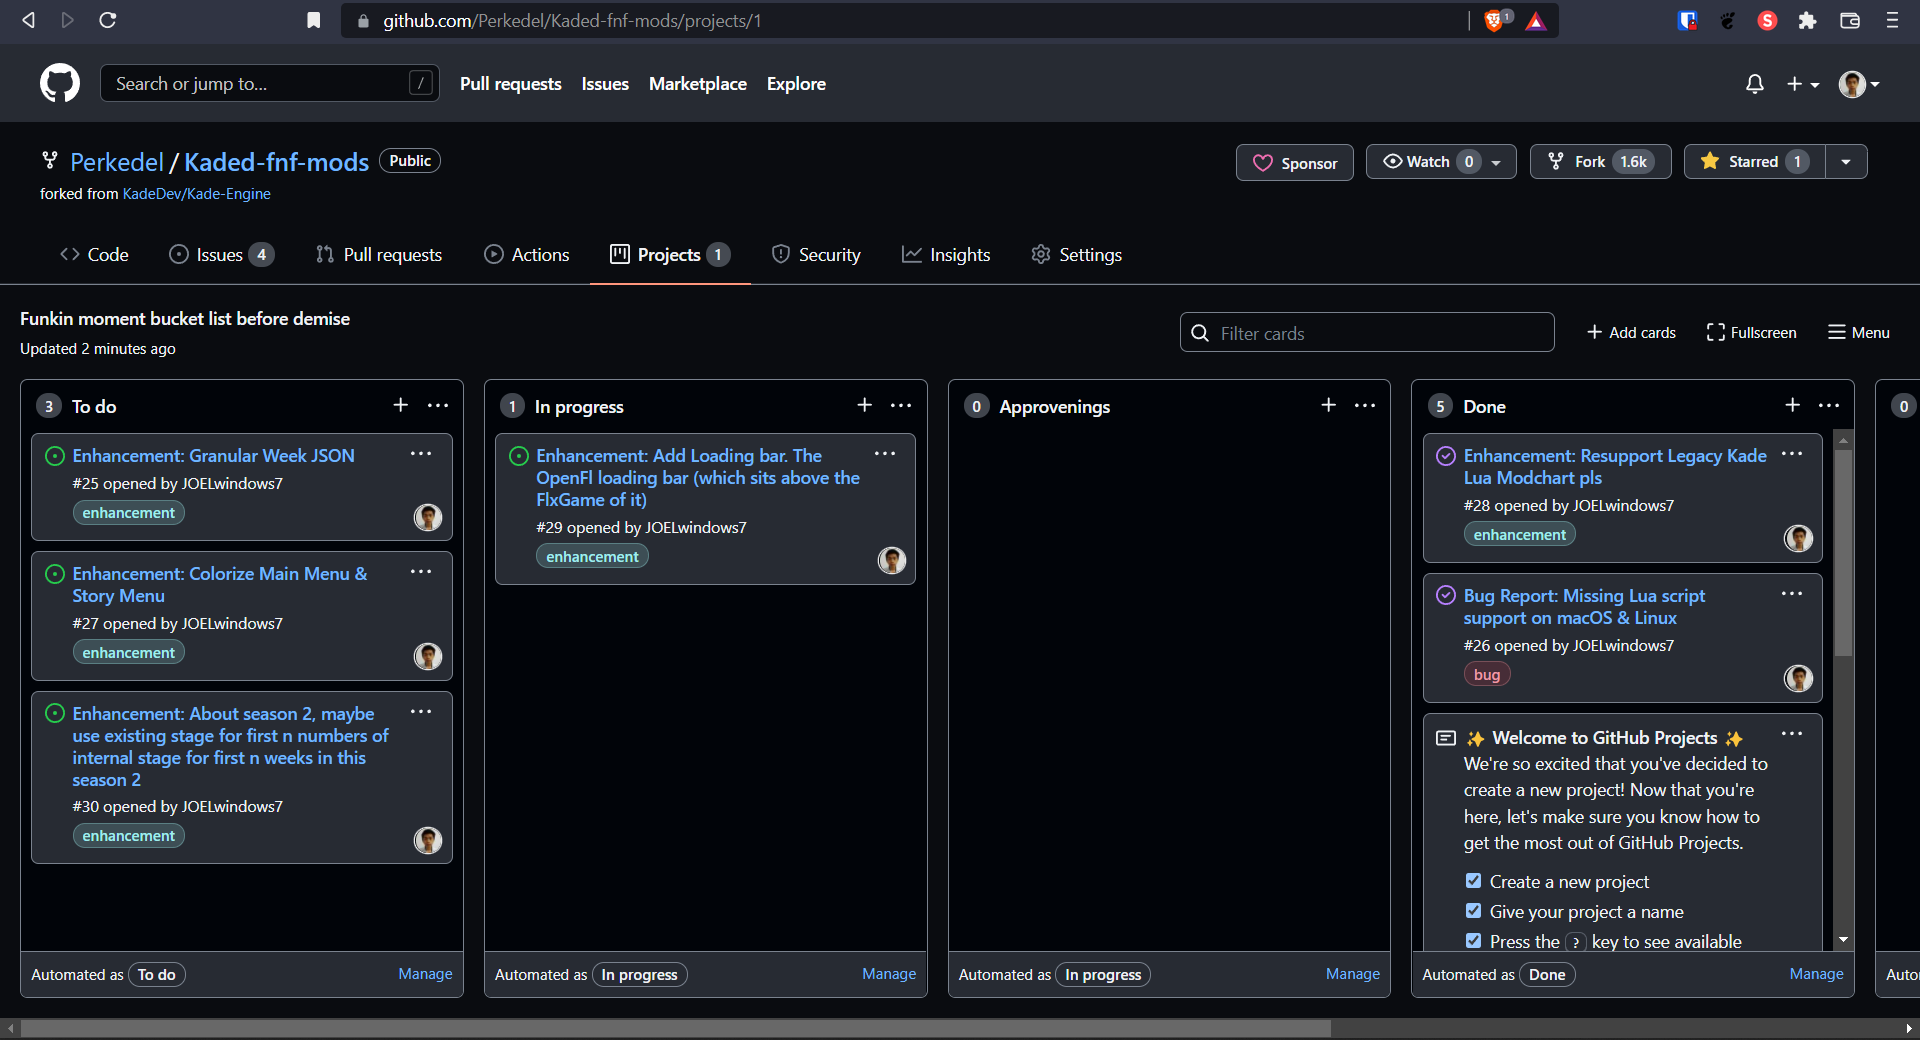 github.com/Perkedel/Kaded-fnf-mods/projects/1
1
S
Search or jump to...
/
Pull requests
Issues
Marketplace
Explore
Perkedel / Kaded-fnf-mods
Public
forked from KadeDev/Kade-Engine
Sponsor
Watch 0
Fork 1.6k
Starred 1
Code
Issues 4
Pull requests
Actions
Projects 1
Security
Insights
Settings
Funkin moment bucket list before demise
Updated 2 minutes ago
Filter cards
Add cards
Fullscreen
Menu
3 To do
Enhancement: Granular Week JSON
#25 opened by JOELwindows7
enhancement
Enhancement: Colorize Main Menu &
Story Menu
#27 opened by JOELwindows7
enhancement
Enhancement: About season 2, maybe
use existing stage for first n numbers of
internal stage for first n weeks in this
season 2
#30 opened by JOELwindows7
enhancement
Automated as To do
Manage
1 In progress
Enhancement: Add Loading bar. The
OpenFl loading bar (which sits above the
FlxGame of it)
#29 opened by JOELwindows7
enhancement
Automated as In progress
Manage
0 Approvenings
Automated as In progress
Manage
5 Done
Enhancement: Resupport Legacy Kade
Lua Modchart pls
#28 opened by JOELwindows7
enhancement
Bug Report: Missing Lua script
support on macOS & Linux
#26 opened by JOELwindows7
bug
✨ Welcome to GitHub Projects ✨
We're so excited that you've decided to
create a new project! Now that you're
here, let's make sure you know how to
get the most out of GitHub Projects.
Create a new project
Give your project a name
Press the ? key to see available
Automated as Done
Manage
0
Auto